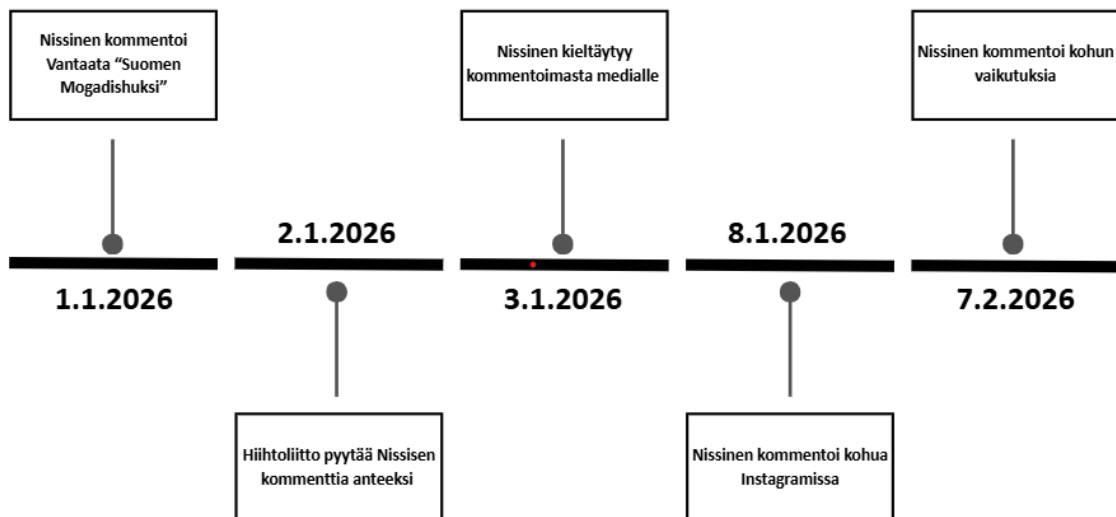 Nissinen kommentoi
Vantaata “Suomen
Mogadishuksi”
Nissinen kieltäytyy
kommentoimasta medialle
Nissinen kommentoi kohun
vaikutuksia
2.1.2026
8.1.2026
1.1.2026
3.1.2026
7.2.2026
Hiihtoliitto pyytää Nissisen
kommenttia anteeksi
Nissinen kommentoi kohua
Instagramissa